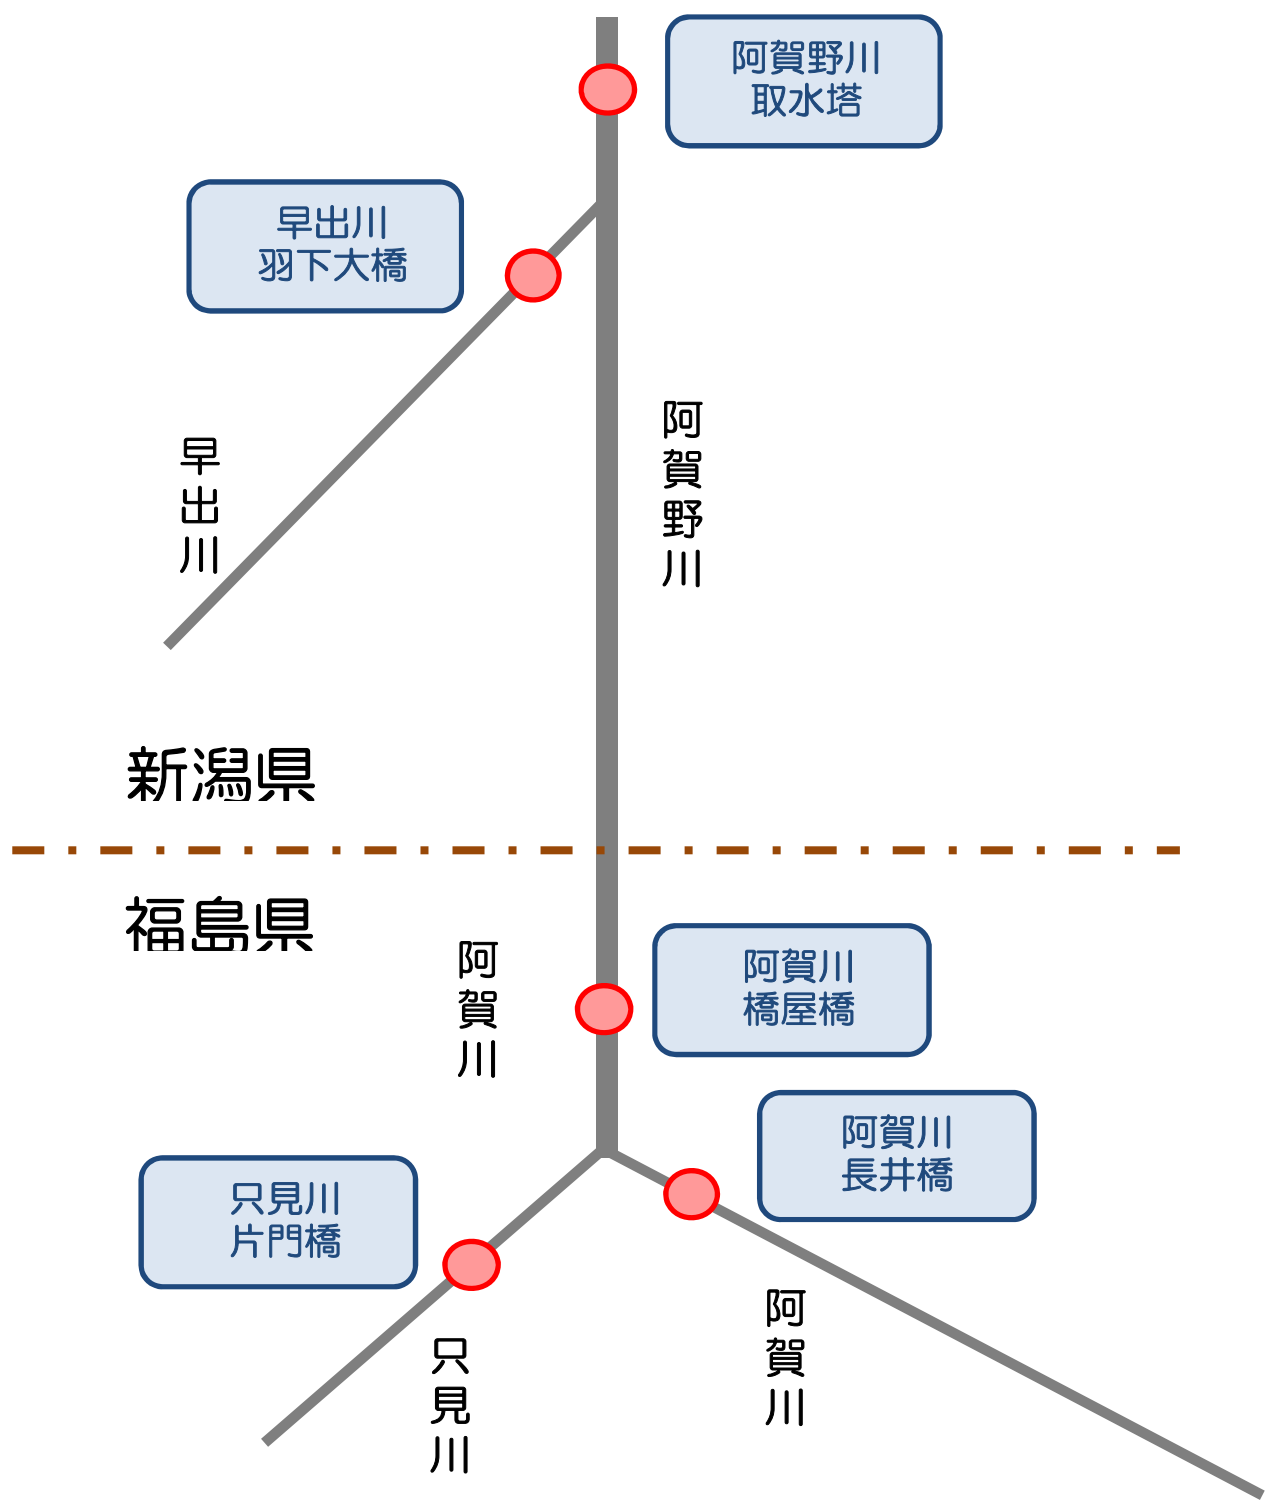 阿賀野川
取水塔
早出川
羽下大橋
阿賀野川
早出川
新潟県
福島県
阿賀川
阿賀川
橋屋橋
阿賀川
長井橋
只見川
片門橋
阿賀川
只見川